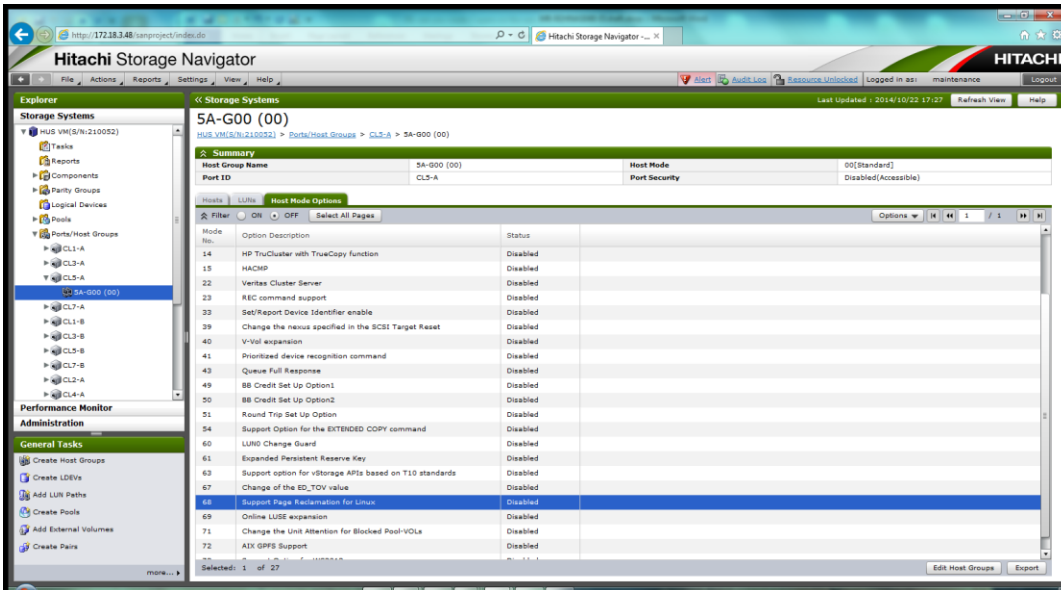 http://172.18.3.48/sanproject/index.do
Hitachi Storage Navigator -...
Hitachi Storage Navigator
HITACHI
File Actions Reports Settings View Help
Alert Audit Log Resource Unlocked Logged in as: maintenance Logout
Explorer
Storage Systems
HUS VM(S/N:210052)
Tasks
Reports
Components
Parity Groups
Logical Devices
Pools
Ports/Host Groups
CL1-A
CL3-A
CL5-A
5A-G00 (00)
CL7-A
CL1-B
CL3-B
CL5-B
CL7-B
CL2-A
CL4-A
Performance Monitor
Administration
General Tasks
Create Host Groups
Create LDEVs
Add LUN Paths
Create Pools
Add External Volumes
Create Pairs
more...
« Storage Systems
Last Updated : 2014/10/22 17:27 Refresh View Help
5A-G00 (00)
HUS VM(S/N:210052) > Ports/Host Groups > CL5-A > 5A-G00 (00)
Summary
Host Group Name 5A-G00 (00) Host Mode 00[Standard]
Port ID CL5-A Port Security Disabled(Accessible)
Hosts LUNs Host Mode Options
Filter ON OFF Select All Pages Options 1 / 1
Mode No. Option Description Status
14 HP TruCluster with TrueCopy function Disabled
15 HACMP Disabled
22 Veritas Cluster Server Disabled
23 REC command support Disabled
33 Set/Report Device Identifier enable Disabled
39 Change the nexus specified in the SCSI Target Reset Disabled
40 V-Vol expansion Disabled
41 Prioritized device recognition command Disabled
43 Queue Full Response Disabled
49 BB Credit Set Up Option1 Disabled
50 BB Credit Set Up Option2 Disabled
51 Round Trip Set Up Option Disabled
54 Support Option for the EXTENDED COPY command Disabled
60 LUN0 Change Guard Disabled
61 Expanded Persistent Reserve Key Disabled
63 Support option for vStorage APIs based on T10 standards Disabled
67 Change of the ED_TOV value Disabled
68 Support Page Reclamation for Linux Disabled
69 Online LUSE expansion Disabled
71 Change the Unit Attention for Blocked Pool-VOLs Disabled
72 AIX GPFS Support Disabled
Selected: 1 of 27 Edit Host Groups Export